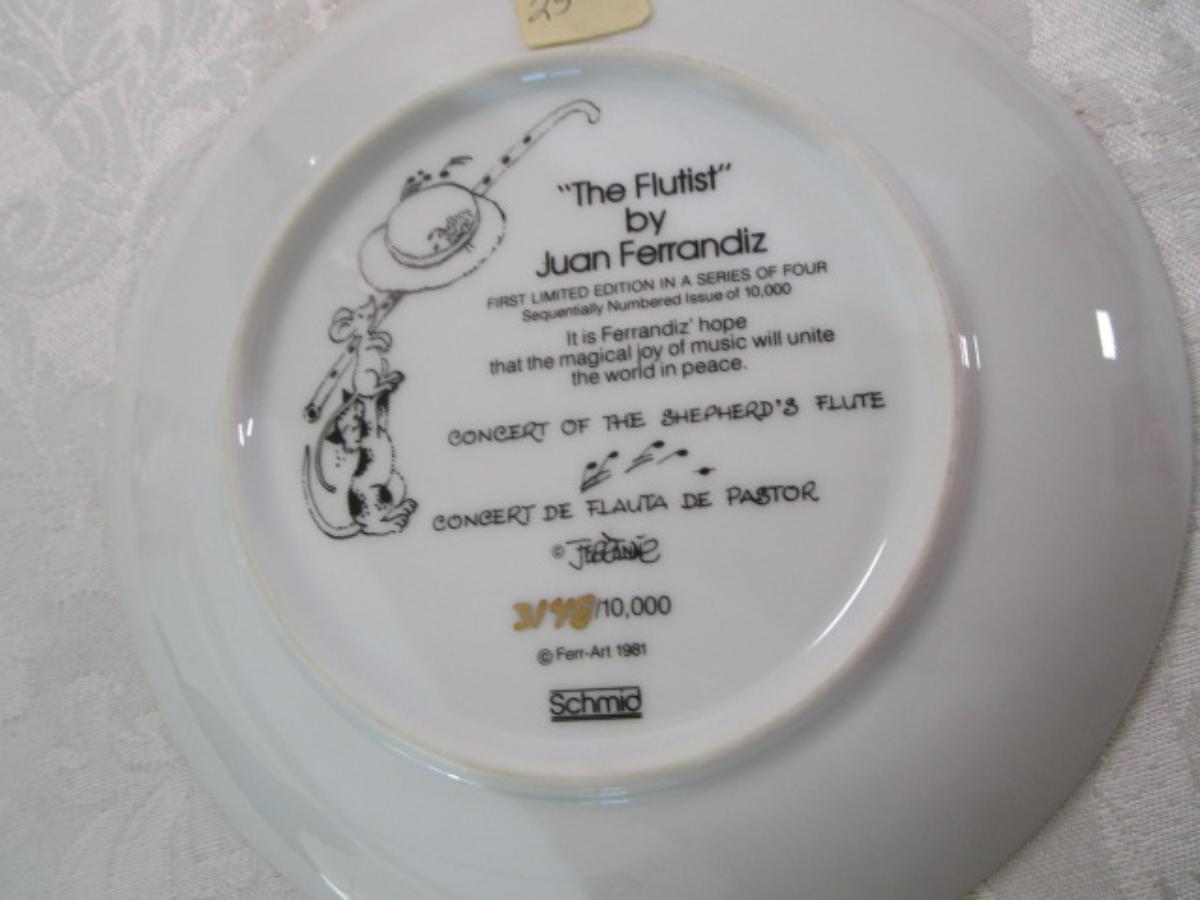 "The Flutist"
by
Juan Ferrandiz
FIRST LIMITED EDITION IN A SERIES OF FOUR
Sequentially Numbered Issue of 10,000
It is Ferrandiz' hope
that the magical joy of music will unite
the world in peace.
CONCERT OF THE SHEPHERD'S FLUTE
CONCERT DE FLAUTA DE PASTOR
©
/10,000
© Ferr-Art 1981
Schmid